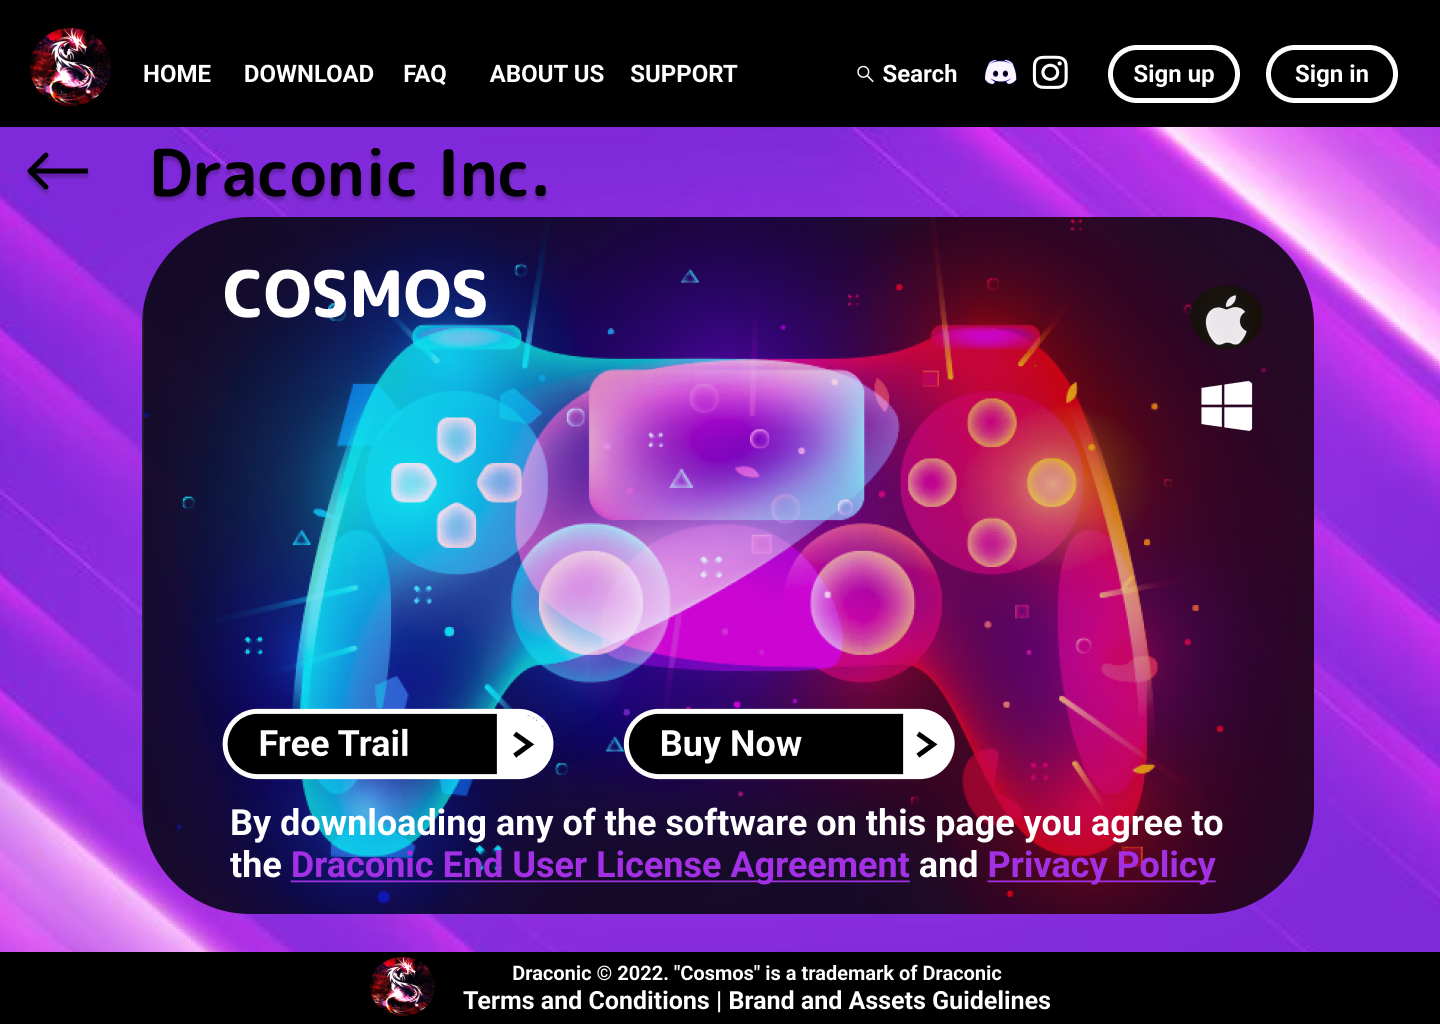 HOME DOWNLOAD FAQ ABOUT US SUPPORT Search Sign up Sign in
Draconic Inc.
COSMOS
Free Trail > Buy Now >
By downloading any of the software on this page you agree to
the Draconic End User License Agreement and Privacy Policy
Draconic © 2022. "Cosmos" is a trademark of Draconic
Terms and Conditions | Brand and Assets Guidelines